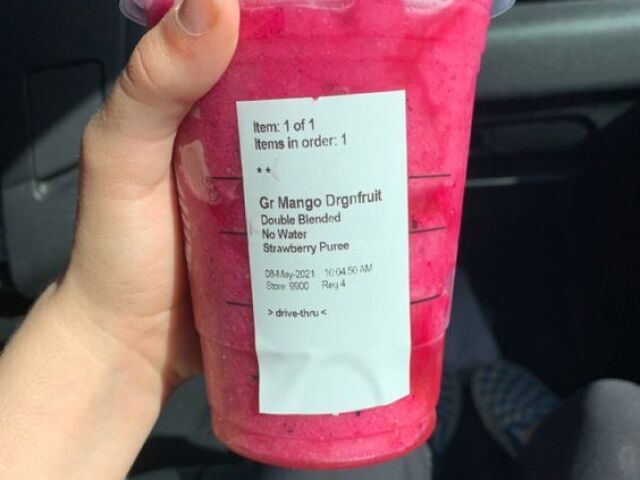 Item: 1 of 1
Items in order: 1
**
Gr Mango Drgnfruit
Double Blended
No Water
Strawberry Puree
08-May-2021 10:04:50 AM
Store 9900 Reg 4
> drive-thru <